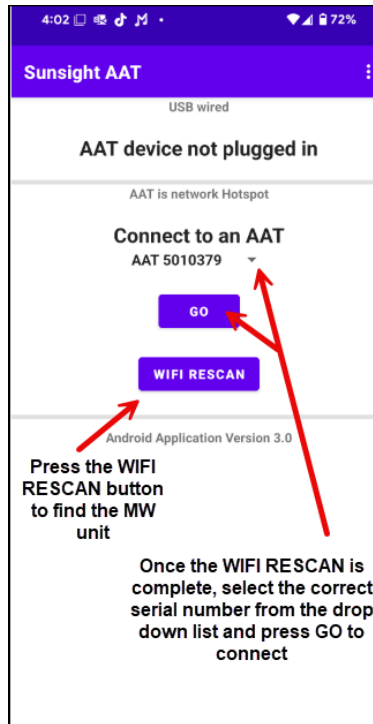 4:02 72%
Sunsight AAT
USB wired
AAT device not plugged in
AAT is network Hotspot
Connect to an AAT
AAT 5010379
GO
WIFI RESCAN
Android Application Version 3.0
Press the WIFI
RESCAN button
to find the MW
unit
Once the WIFI RESCAN is
complete, select the correct
serial number from the drop
down list and press GO to
connect